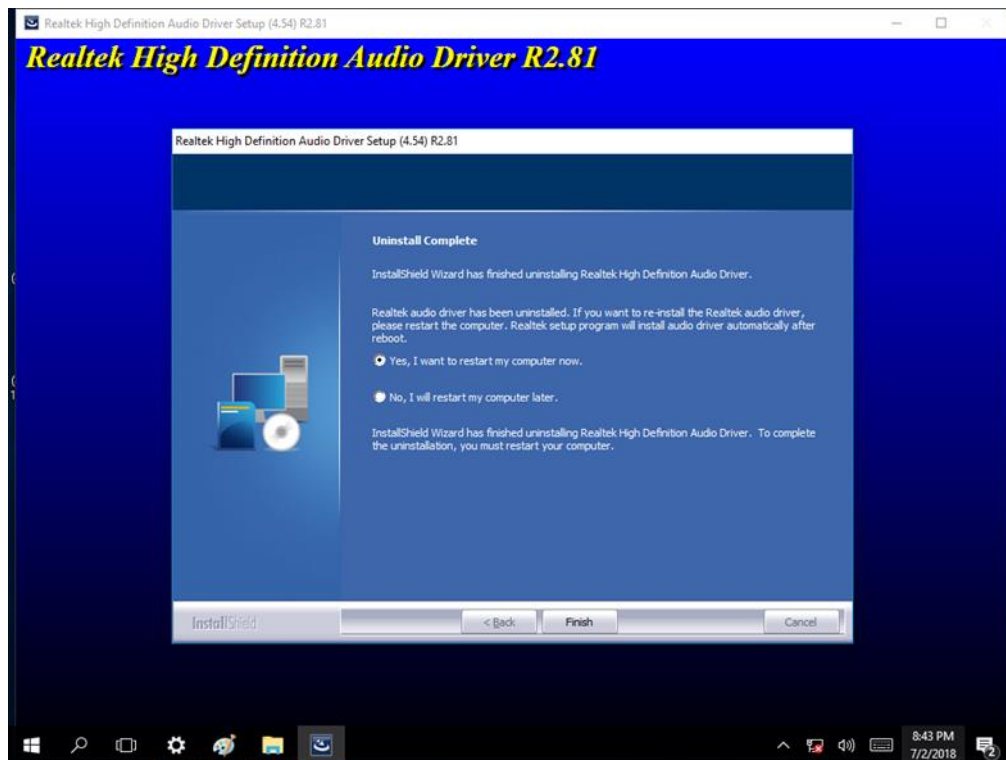 Realtek High Definition Audio Driver Setup (4.54) R2.81
Realtek High Definition Audio Driver R2.81
Realtek High Definition Audio Driver Setup (4.54) R2.81
Uninstall Complete
InstallShield Wizard has finished uninstalling Realtek High Definition Audio Driver.
Realtek audio driver has been uninstalled. If you want to re-install the Realtek audio driver,
please restart the computer. Realtek setup program will install audio driver automatically after
reboot.
Yes, I want to restart my computer now.
No, I will restart my computer later.
InstallShield Wizard has finished uninstalling Realtek High Definition Audio Driver. To complete
the uninstallation, you must restart your computer.
InstallShield
< Back
Finish
Cancel
8:43 PM
7/2/2018
2